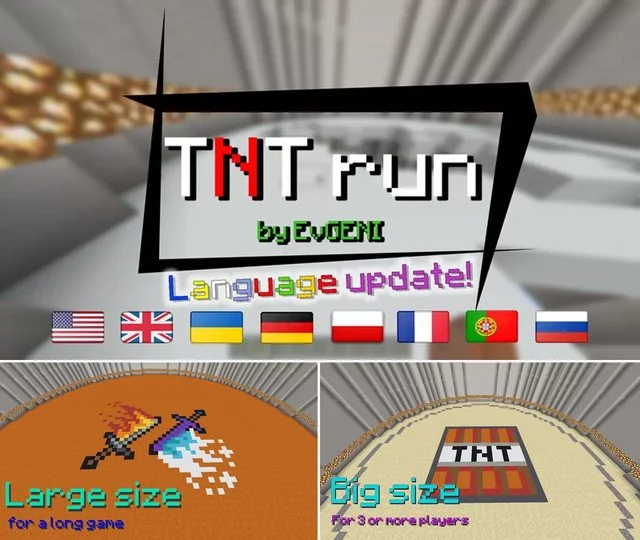 TNT run
by EvGENI
Language update!
Large size
for a long game
TNT
Big size
For 3 or more players